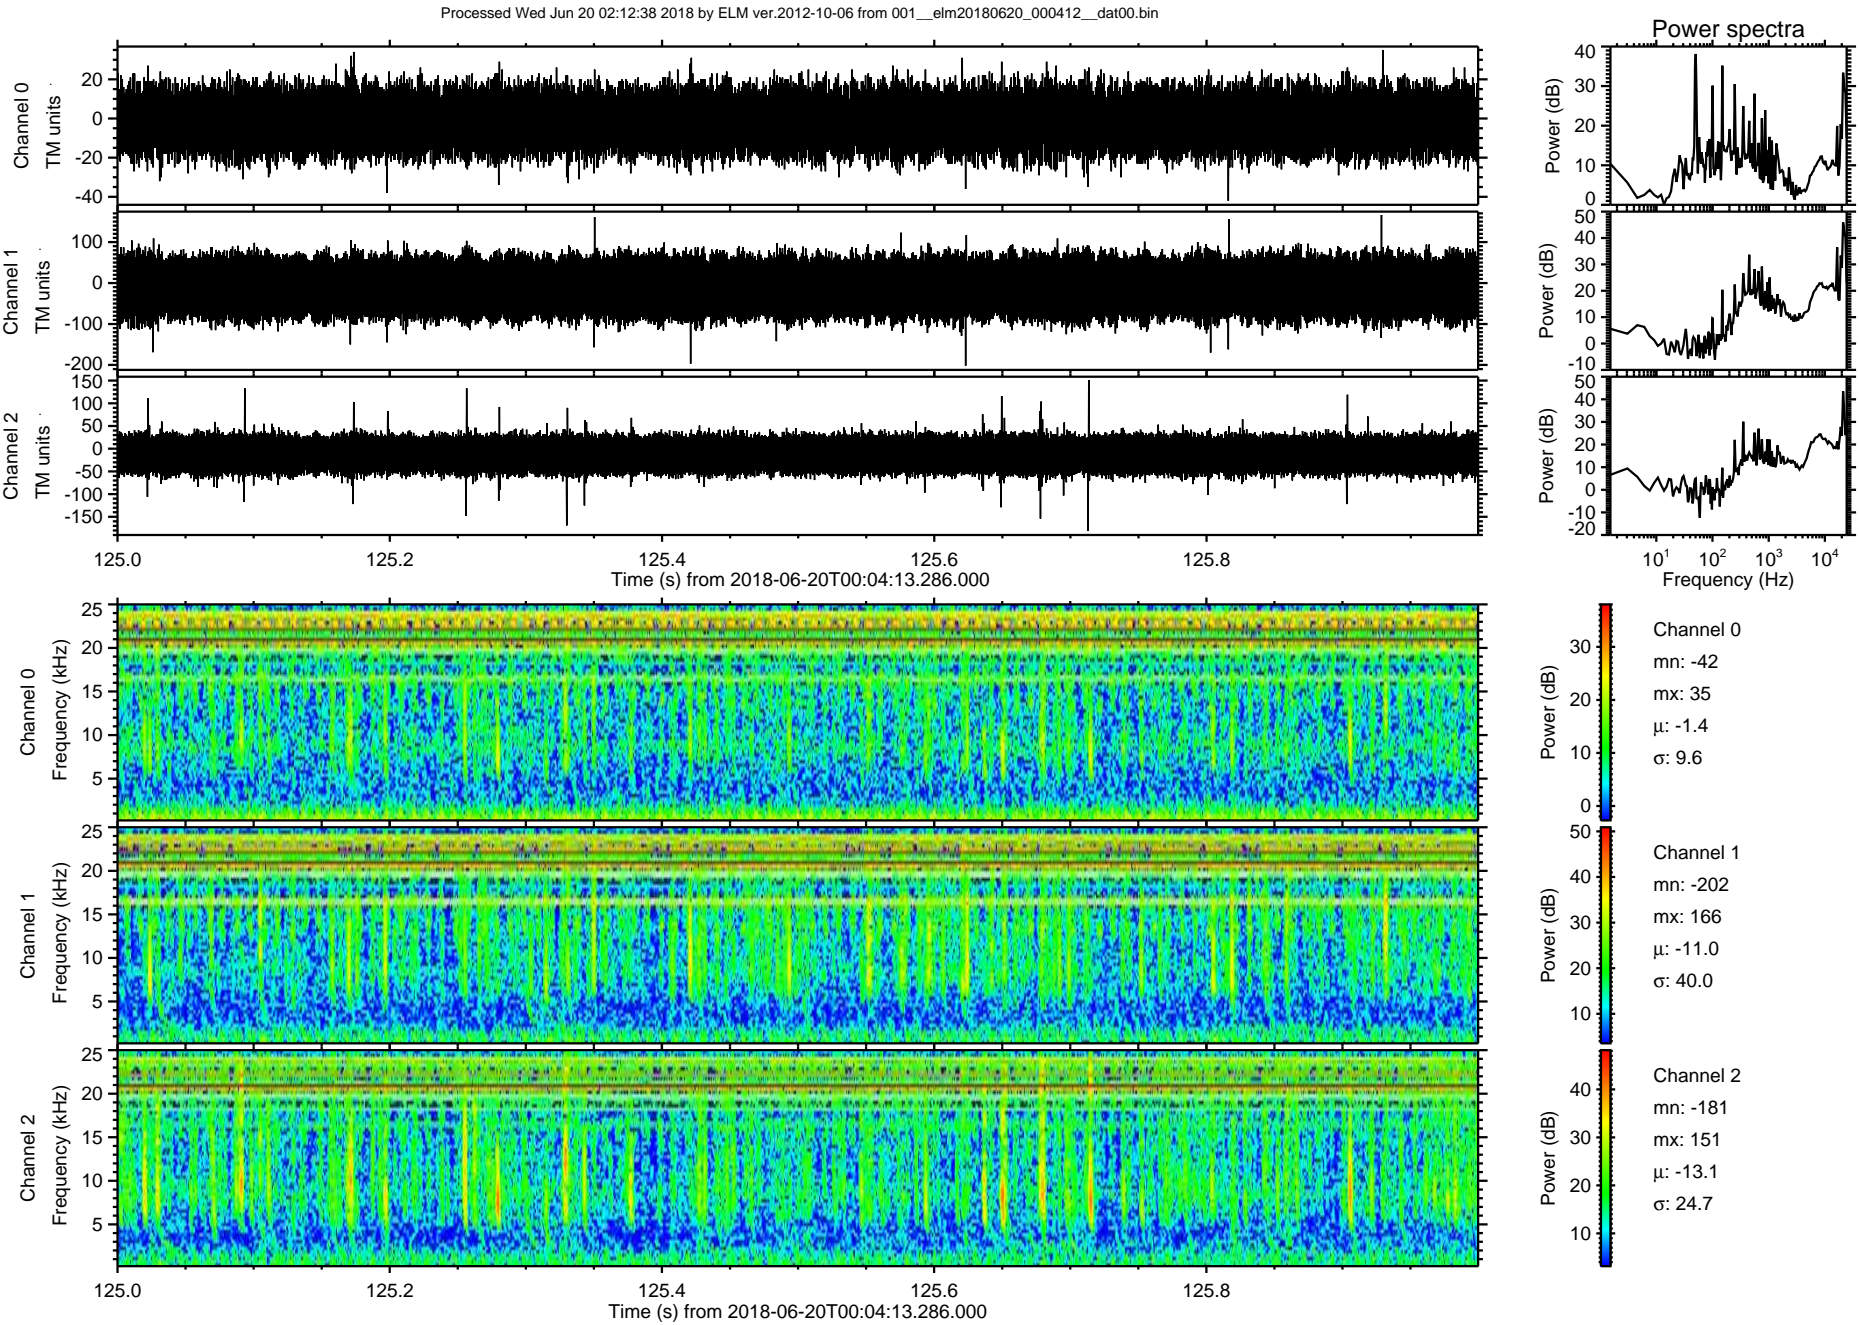 Processed Wed Jun 20 02:12:38 2018 by ELM ver.2012-10-06 from 001__elm20180620_000412__dat00.bin
Power spectra
Channel 0
TM units
20
0
-20
-40
Power (dB)
40
30
20
10
0
Channel 1
TM units
100
0
-100
-200
Power (dB)
50
40
30
20
10
0
-10
Channel 2
TM units
150
100
50
0
-50
-100
-150
Power (dB)
50
40
30
20
10
0
-10
-20
125.0 125.2 125.4 125.6 125.8
Time (s) from 2018-06-20T00:04:13.286.000
10¹ 10² 10³ 10⁴
Frequency (Hz)
Channel 0
Frequency (kHz)
25
20
15
10
5
Power (dB)
30
20
10
0
Channel 0
mn: -42
mx: 35
μ: -1.4
σ: 9.6
Channel 1
Frequency (kHz)
25
20
15
10
5
Power (dB)
50
40
30
20
10
Channel 1
mn: -202
mx: 166
μ: -11.0
σ: 40.0
Channel 2
Frequency (kHz)
25
20
15
10
5
Power (dB)
40
30
20
10
Channel 2
mn: -181
mx: 151
μ: -13.1
σ: 24.7
125.0 125.2 125.4 125.6 125.8
Time (s) from 2018-06-20T00:04:13.286.000